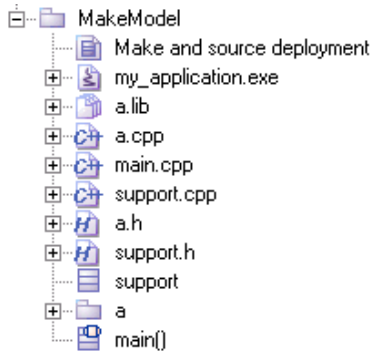 MakeModel
Make and source deployment
my_application.exe
a.lib
a.cpp
main.cpp
support.cpp
a.h
support.h
support
a
main()